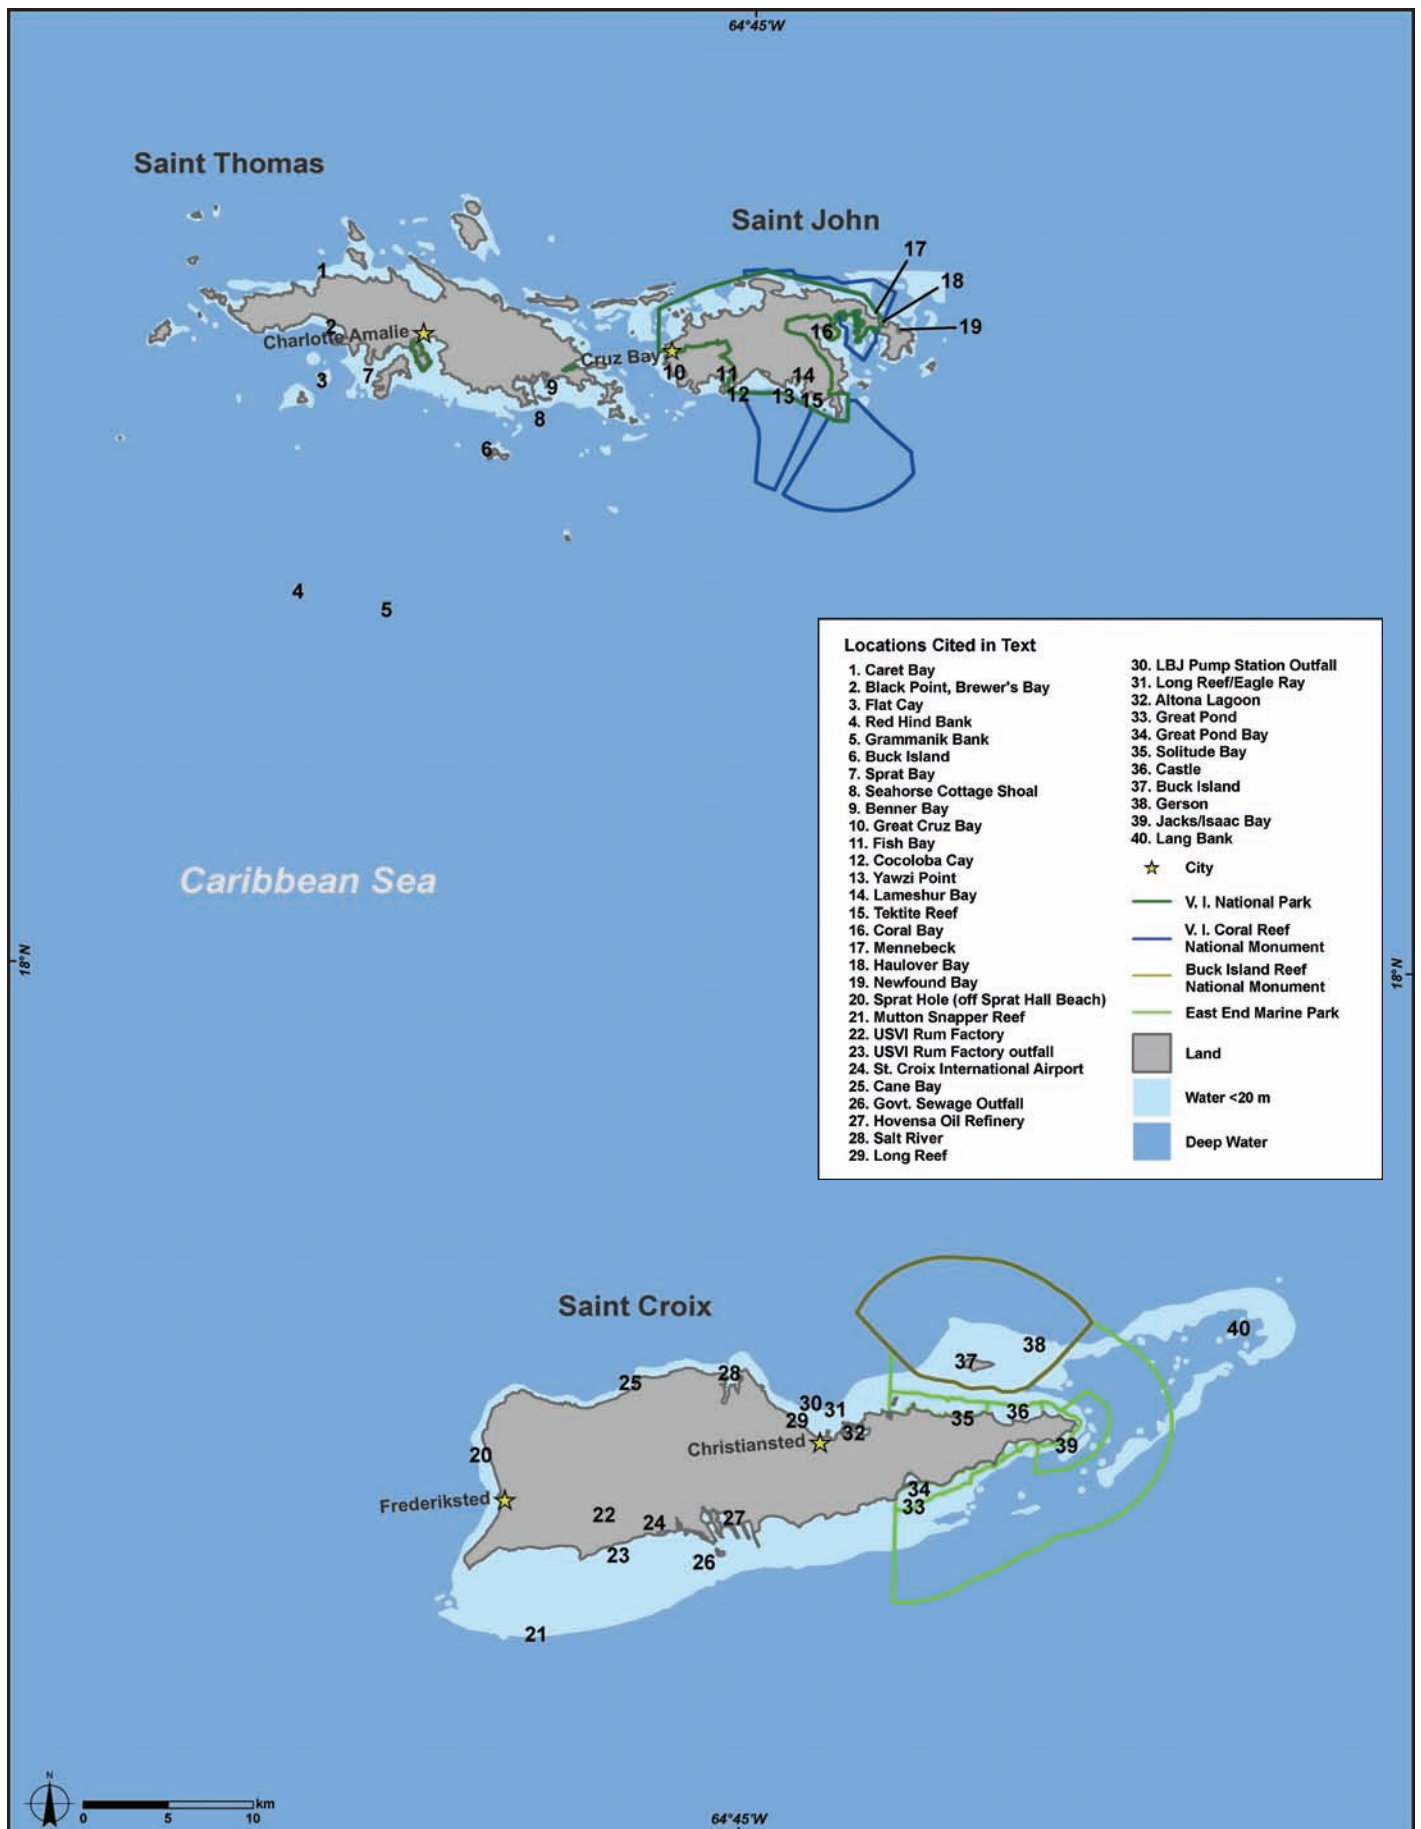 64°45'W
Saint Thomas
Saint John
17
18
1
19
2
16
Charlotte Amalie
Cruz Bay
3
7
9
10
11
14
12
13
15
8
6
4
5
Locations Cited in Text
1. Caret Bay
2. Black Point, Brewer's Bay
3. Flat Cay
4. Red Hind Bank
5. Grammanik Bank
6. Buck Island
7. Sprat Bay
8. Seahorse Cottage Shoal
9. Benner Bay
10. Great Cruz Bay
11. Fish Bay
12. Cocoloba Cay
13. Yawzi Point
14. Lameshur Bay
15. Tektite Reef
16. Coral Bay
17. Mennebeck
18. Haulover Bay
19. Newfound Bay
20. Sprat Hole (off Sprat Hall Beach)
21. Mutton Snapper Reef
22. USVI Rum Factory
23. USVI Rum Factory outfall
24. St. Croix International Airport
25. Cane Bay
26. Govt. Sewage Outfall
27. Hovensa Oil Refinery
28. Salt River
29. Long Reef
30. LBJ Pump Station Outfall
31. Long Reef/Eagle Ray
32. Altona Lagoon
33. Great Pond
34. Great Pond Bay
35. Solitude Bay
36. Castle
37. Buck Island
38. Gerson
39. Jacks/Isaac Bay
40. Lang Bank
City
V. I. National Park
V. I. Coral Reef
National Monument
Buck Island Reef
National Monument
East End Marine Park
Land
Water <20 m
Deep Water
Caribbean Sea
18°N
18°N
Saint Croix
40
38
37
28
25
30
31
29
36
35
32
Christiansted
39
20
34
Frederiksted
33
22
24
27
23
26
21
N
km
0
5
10
64°45'W